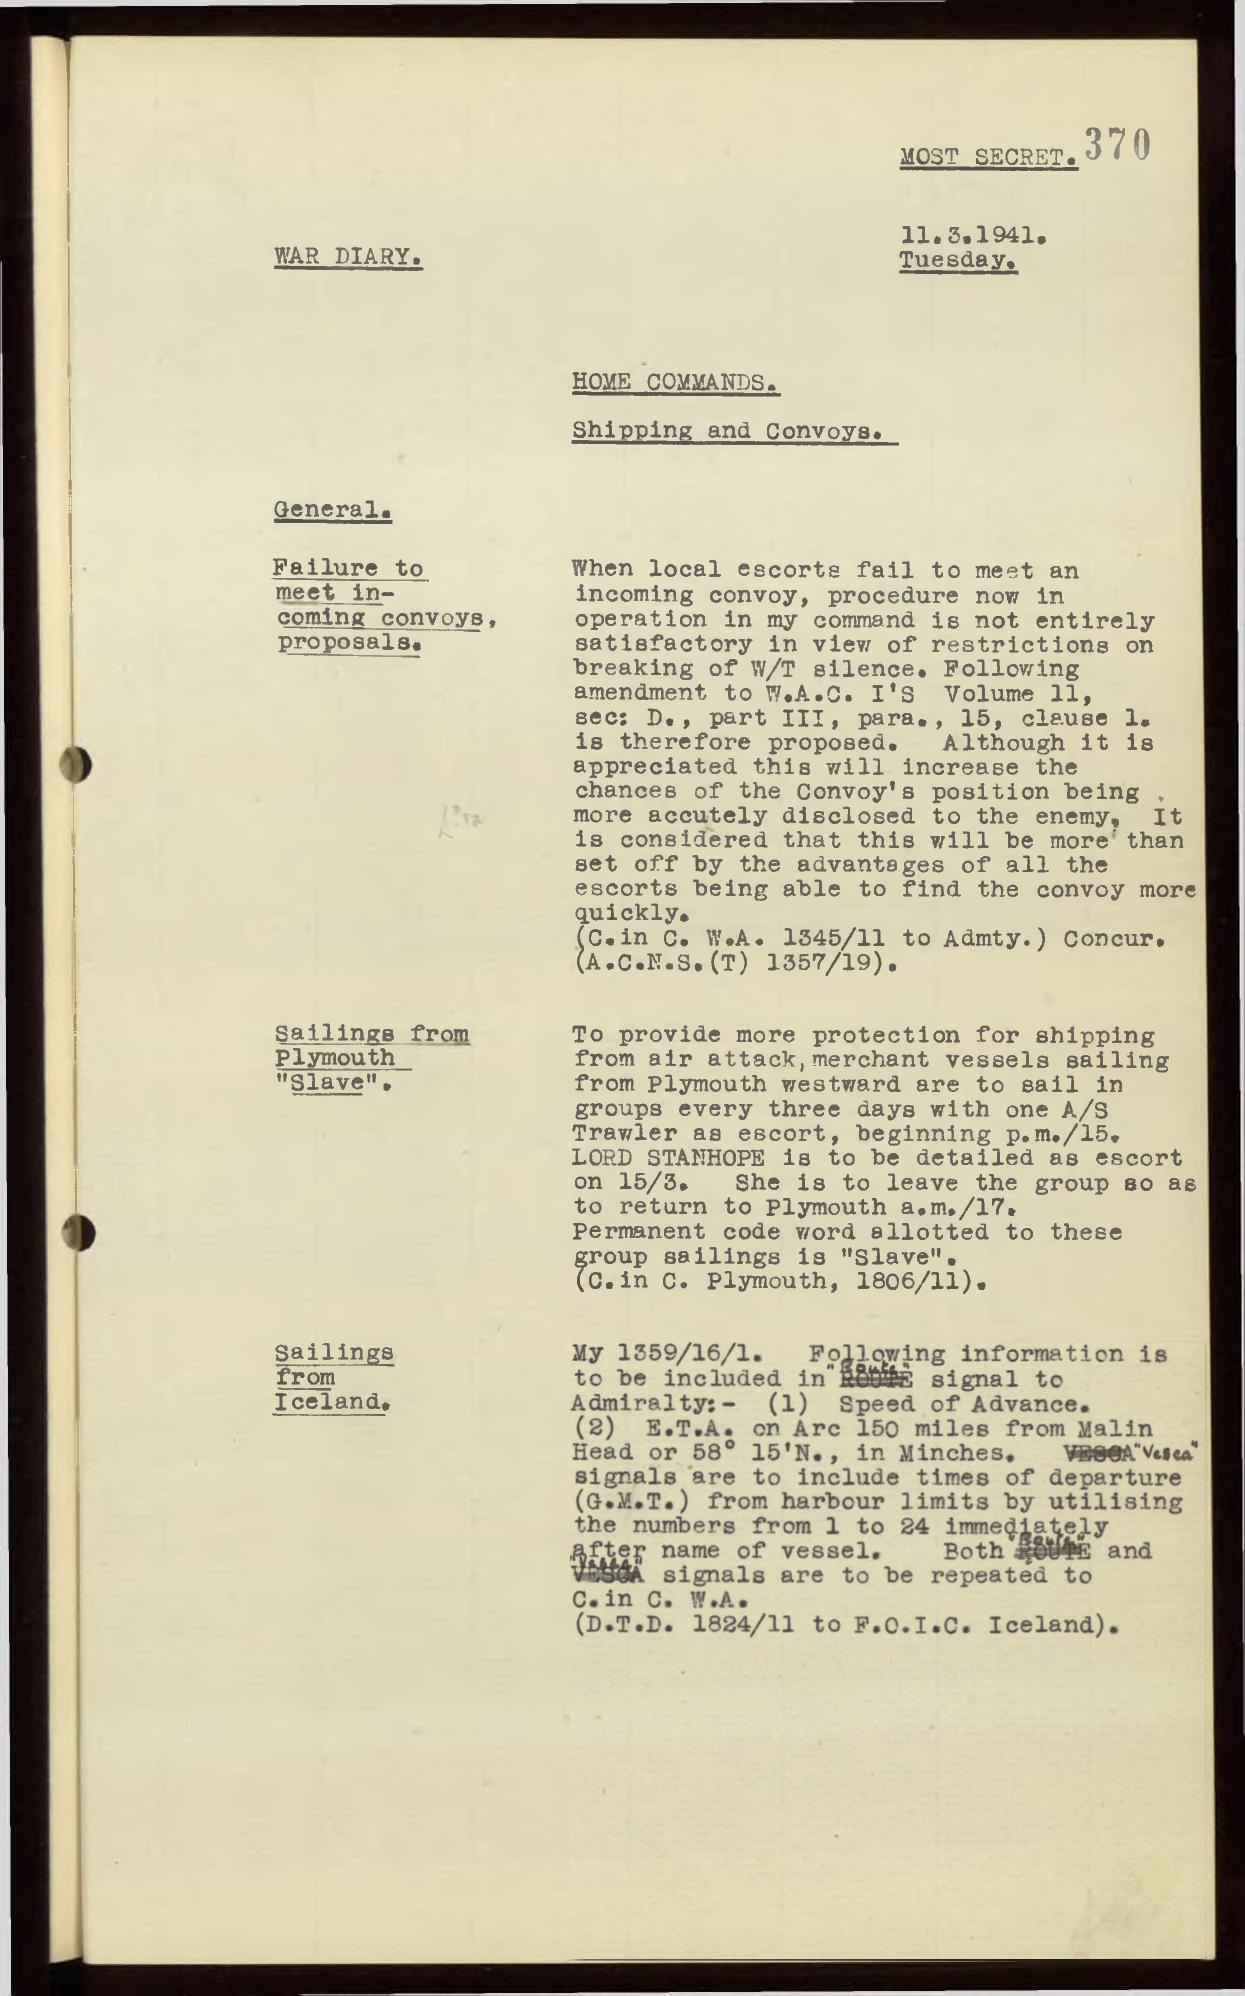 MOST SECRET. 370
11.3.1941.
WAR DIARY.
Tuesday.
HOME COMMANDS.
Shipping and Convoys.
General.
Failure to
meet in-
coming convoys,
proposals.
When local escorts fail to meet an
incoming convoy, procedure now in
operation in my command is not entirely
satisfactory in view of restrictions on
breaking of W/T silence. Following
amendment to W.A.C. I'S Volume 11,
sec: D., part III, para., 15, clause 1.
is therefore proposed. Although it is
appreciated this will increase the
chances of the Convoy's position being
more accutely disclosed to the enemy, It
is considered that this will be more than
set off by the advantages of all the
escorts being able to find the convoy more
quickly.
(C.in C. W.A. 1345/11 to Admty.) Concur.
(A.C.N.S.(T) 1357/19).
Sailings from
Plymouth
"Slave".
To provide more protection for shipping
from air attack, merchant vessels sailing
from Plymouth westward are to sail in
groups every three days with one A/S
Trawler as escort, beginning p.m./15.
LORD STANHOPE is to be detailed as escort
on 15/3. She is to leave the group so as
to return to Plymouth a.m./17.
Permanent code word allotted to these
group sailings is "Slave".
(C.in C. Plymouth, 1806/11).
Sailings
from
Iceland.
My 1359/16/1. Following information is
to be included in "Route" ROUTE signal to
Admiralty:- (1) Speed of Advance.
(2) E.T.A. on Arc 150 miles from Malin
Head or 58° 15'N., in Minches. VESCA "Vesca"
signals are to include times of departure
(G.M.T.) from harbour limits by utilising
the numbers from 1 to 24 immediately
after name of vessel. Both "Route" ROUTE and
"Vesca" VESCA signals are to be repeated to
C.in C. W.A.
(D.T.D. 1824/11 to F.O.I.C. Iceland).